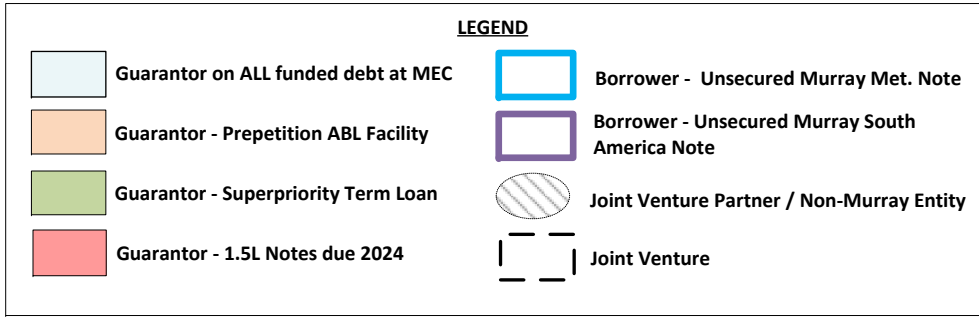 LEGEND
Guarantor on ALL funded debt at MEC
Guarantor - Prepetition ABL Facility
Guarantor - Superpriority Term Loan
Guarantor - 1.5L Notes due 2024
Borrower - Unsecured Murray Met. Note
Borrower - Unsecured Murray South
America Note
Joint Venture Partner / Non-Murray Entity
Joint Venture